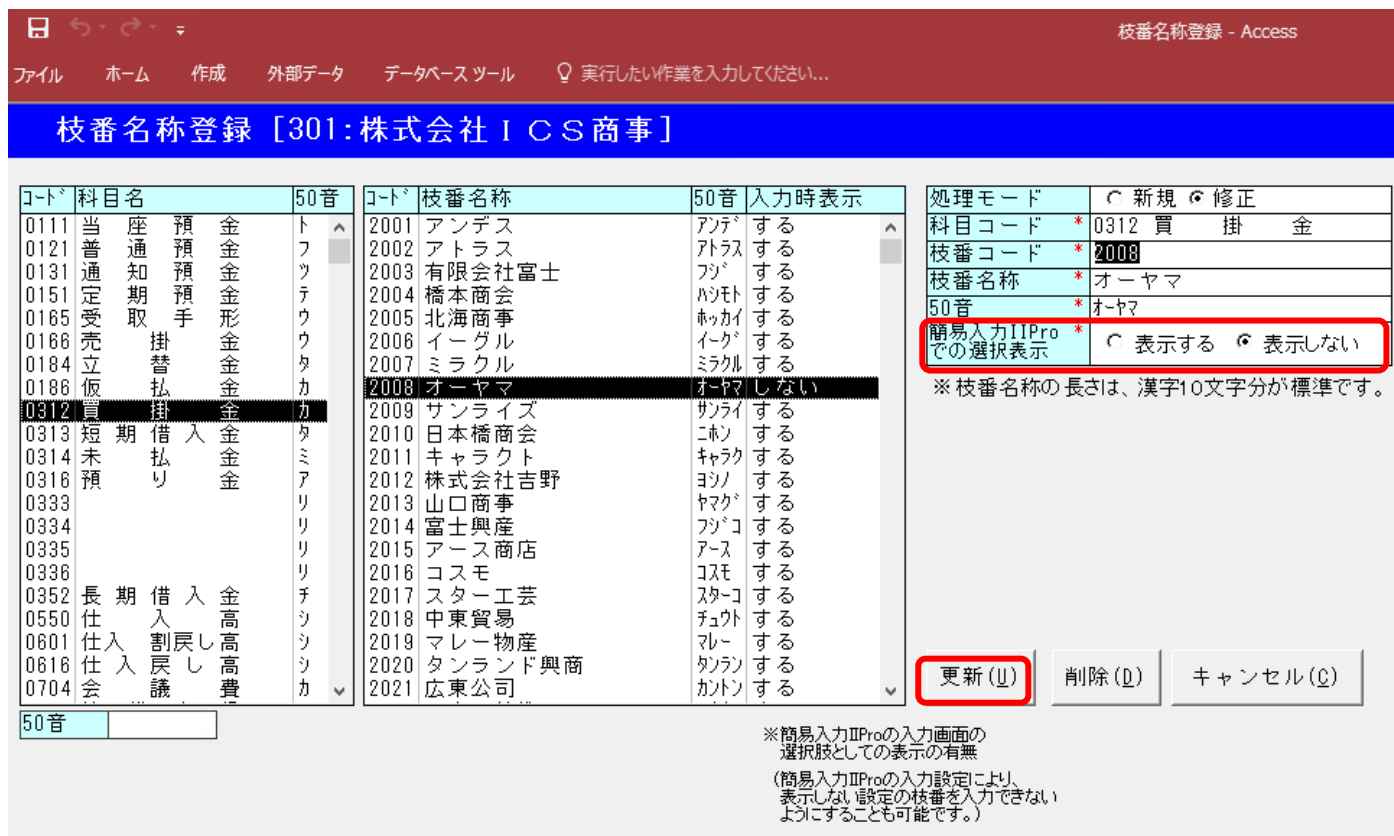 枝番名称登録 - Access
ファイル ホーム 作成 外部データ データベース ツール 実行したい作業を入力してください...
枝番名称登録 [301:株式会社ＩＣＳ商事]
ｺｰﾄﾞ 科目名 50音
0111 当座預金 ﾄ
0121 普通預金 ﾌ
0131 通知預金 ﾂ
0151 定期預金 ﾃ
0165 受取手形 ｳ
0166 売掛金 ｳ
0184 立替金 ﾀ
0186 仮払金 ｶ
0312 買掛金 ｶ
0313 短期借入金 ﾀ
0314 未払金 ﾐ
0316 預り金 ｱ
0333 ﾘ
0334 ﾘ
0335 ﾘ
0336 ﾘ
0352 長期借入金 ﾁ
0550 仕入高 ｼ
0601 仕入割戻し高 ｼ
0616 仕入戻し高 ｼ
0704 会議費 ｶ
50音
ｺｰﾄﾞ 枝番名称 50音 入力時表示
2001 アンデス ｱﾝﾃﾞ する
2002 アトラス ｱﾄﾗｽ する
2003 有限会社富士 ﾌｼﾞ する
2004 橋本商会 ﾊｼﾓﾄ する
2005 北海商事 ﾎｯｶｲ する
2006 イーグル ｲｰｸﾞ する
2007 ミラクル ﾐﾗｸﾙ する
2008 オーヤマ ｵｰﾔﾏ しない
2009 サンライズ ｻﾝﾗｲ する
2010 日本橋商会 ﾆﾎﾝ する
2011 キャラクト ｷｬﾗｸ する
2012 株式会社吉野 ﾖｼﾉ する
2013 山口商事 ﾔﾏｸﾞ する
2014 富士興産 ﾌｼﾞｺ する
2015 アース商店 ｱｰｽ する
2016 コスモ ｺｽﾓ する
2017 スター工芸 ｽﾀｰｺ する
2018 中東貿易 ﾁｭｳﾄ する
2019 マレー物産 ﾏﾚｰ する
2020 タンランド興商 ﾀﾝﾗﾝ する
2021 広東公司 ｶﾝﾄﾝ する
処理モード 新規 修正
科目コード * 0312 買掛金
枝番コード * 2008
枝番名称 * オーヤマ
50音 * ｵｰﾔﾏ
簡易入力IIPro *
での選択表示 表示する 表示しない
※枝番名称の長さは、漢字10文字分が標準です。
更新(U) 削除(D) キャンセル(C)
※簡易入力IIProの入力画面の
選択肢としての表示の有無
(簡易入力IIProの入力設定により、
表示しない設定の枝番を入力できない
ようにすることも可能です。)